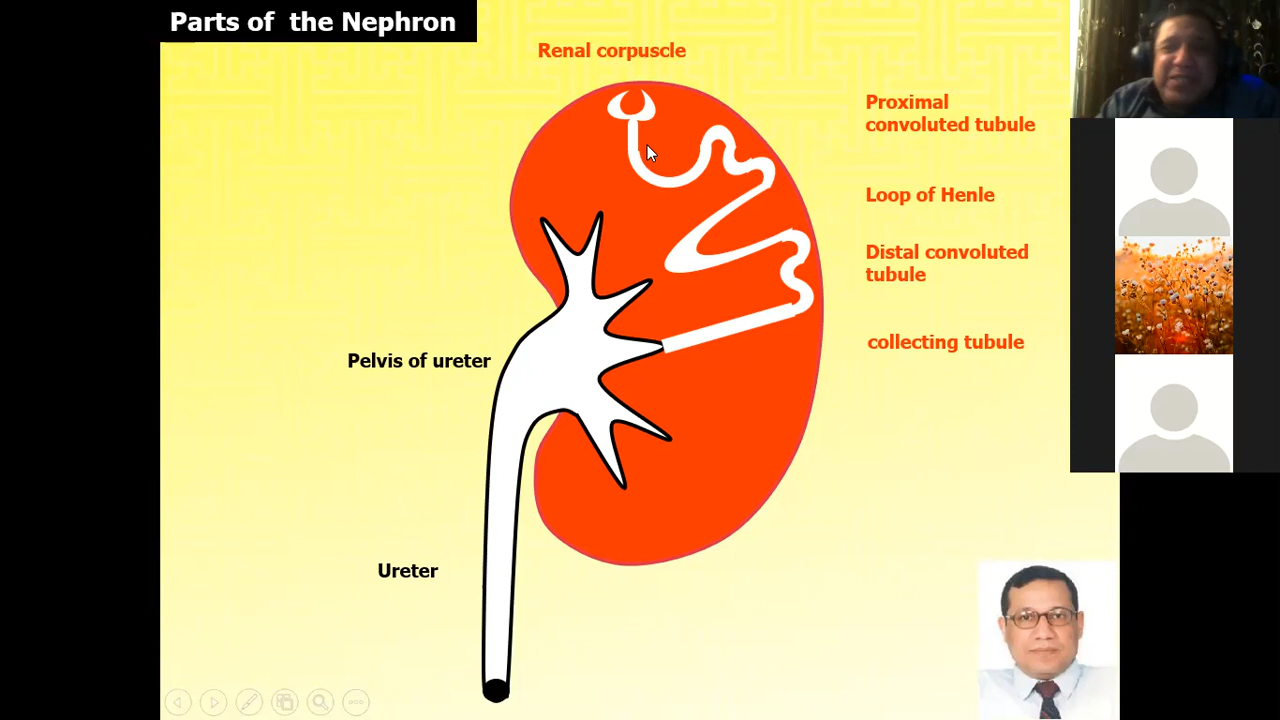 Parts of  the Nephron
Renal corpuscle
Proximal
convoluted tubule
Loop of Henle
Distal convoluted
tubule
collecting tubule
Pelvis of ureter
Ureter